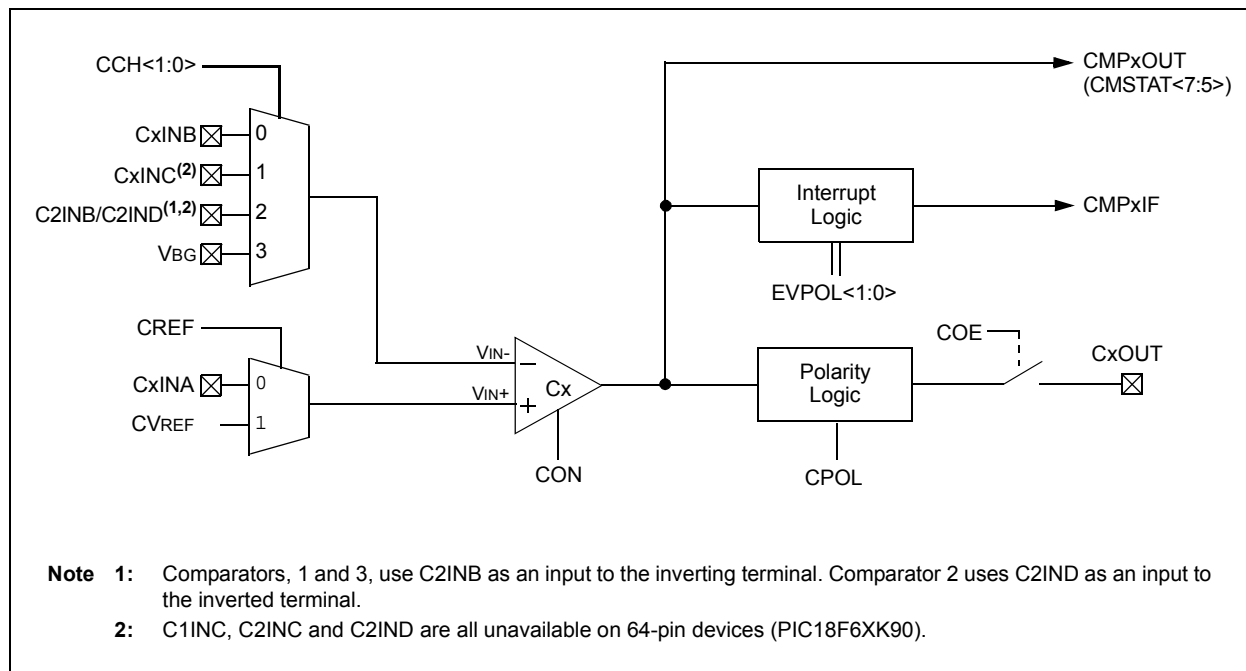 CCH<1:0>
CMPxOUT
(CMSTAT<7:5>)
CxINB
0
CxINC(2)
1
Interrupt
Logic
CMPxIF
C2INB/C2IND(1,2)
2
VBG
3
EVPOL<1:0>
CREF
COE
VIN-
CxOUT
CxINA
0
Cx
Polarity
Logic
VIN+
CVREF
1
CON
CPOL
Note 1: Comparators, 1 and 3, use C2INB as an input to the inverting terminal. Comparator 2 uses C2IND as an input to
the inverted terminal.
2: C1INC, C2INC and C2IND are all unavailable on 64-pin devices (PIC18F6XK90).